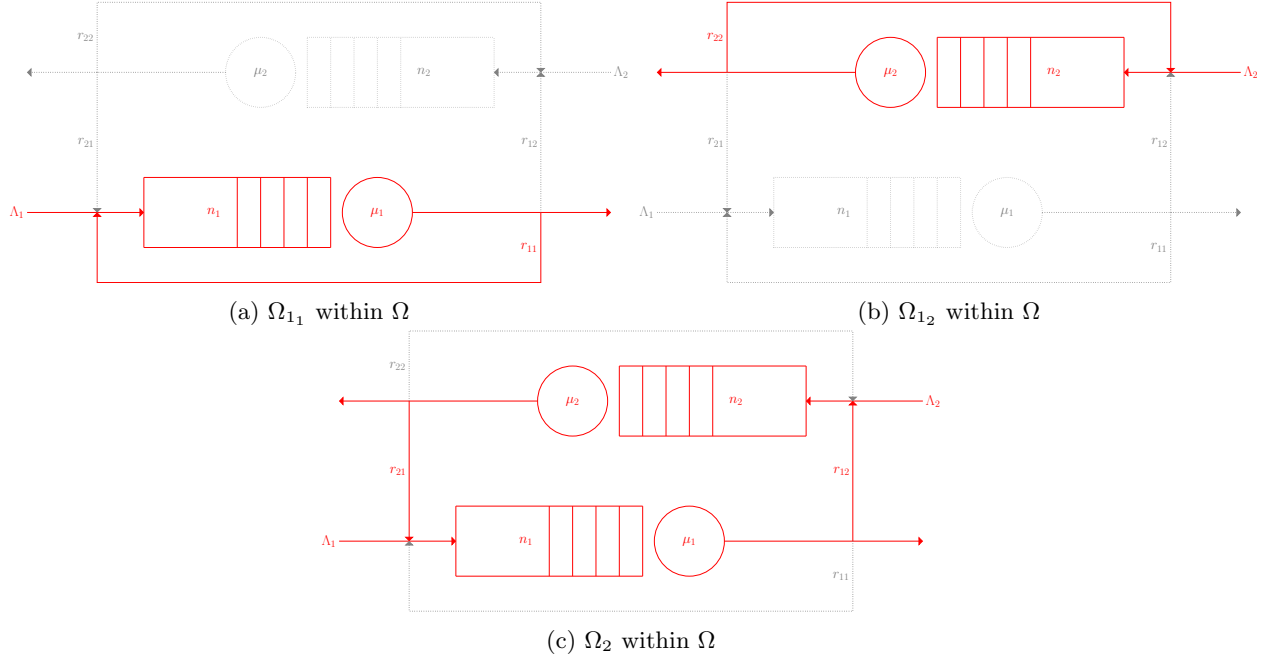 r₂₂
μ₂
n₂
Λ₂
r₂₁
r₁₂
Λ₁
n₁
μ₁
r₁₁
(a) Ω₁₁ within Ω
r₂₂
μ₂
n₂
Λ₂
r₂₁
r₁₂
Λ₁
n₁
μ₁
r₁₁
(b) Ω₁₂ within Ω
r₂₂
μ₂
n₂
Λ₂
r₂₁
r₁₂
Λ₁
n₁
μ₁
r₁₁
(c) Ω₂ within Ω